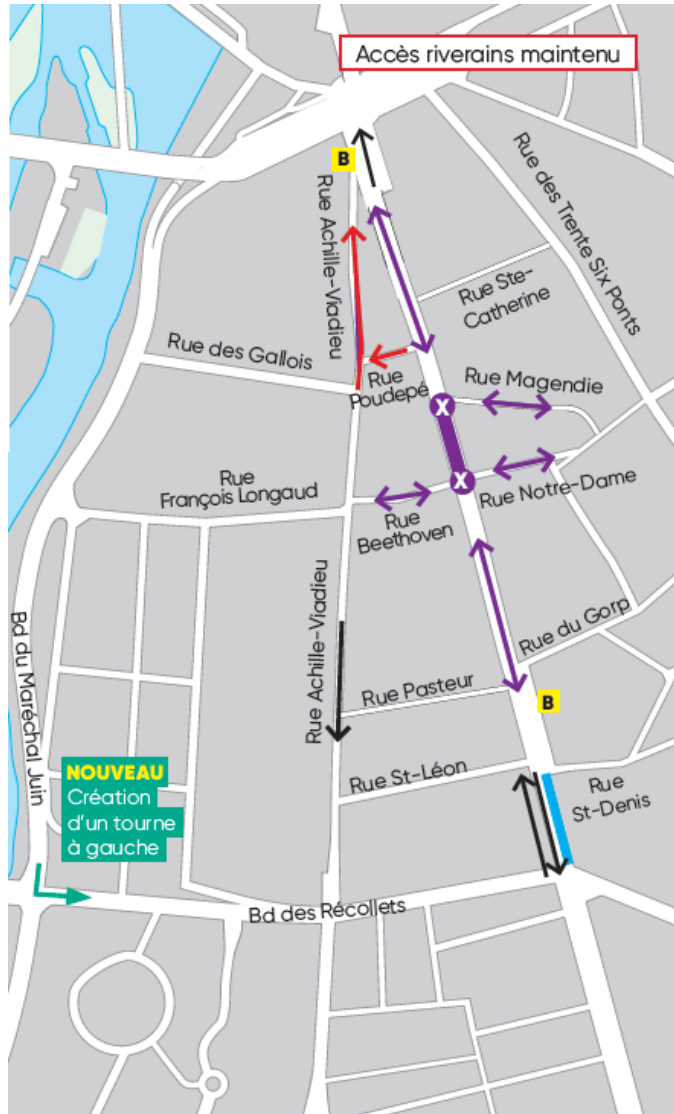 Accès riverains maintenu
B
Rue Achille-Viadieu
Rue des Trente Six Ponts
Rue Ste-
Catherine
Rue des Gallois
Rue
Poudepé
Rue Magendie
X
X
Rue
François Longaud
Rue
Beethoven
Rue Notre-Dame
Rue Achille-Viadieu
Rue du Gorp
Bd du Maréchal Juin
Rue Pasteur
B
NOUVEAU
Création
d'un tourne
à gauche
Rue St-Léon
Rue
St-Denis
Bd des Récollets